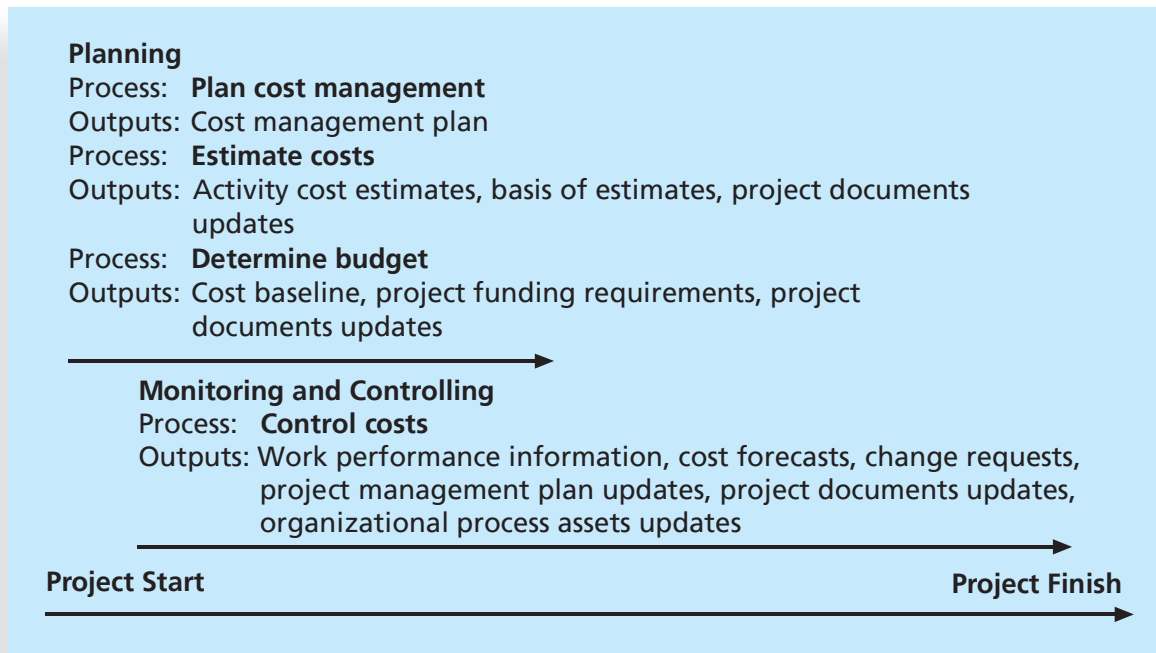 Planning
Process: Plan cost management
Outputs: Cost management plan
Process: Estimate costs
Outputs: Activity cost estimates, basis of estimates, project documents
updates
Process: Determine budget
Outputs: Cost baseline, project funding requirements, project
documents updates
Monitoring and Controlling
Process: Control costs
Outputs: Work performance information, cost forecasts, change requests,
project management plan updates, project documents updates,
organizational process assets updates
Project Start
Project Finish